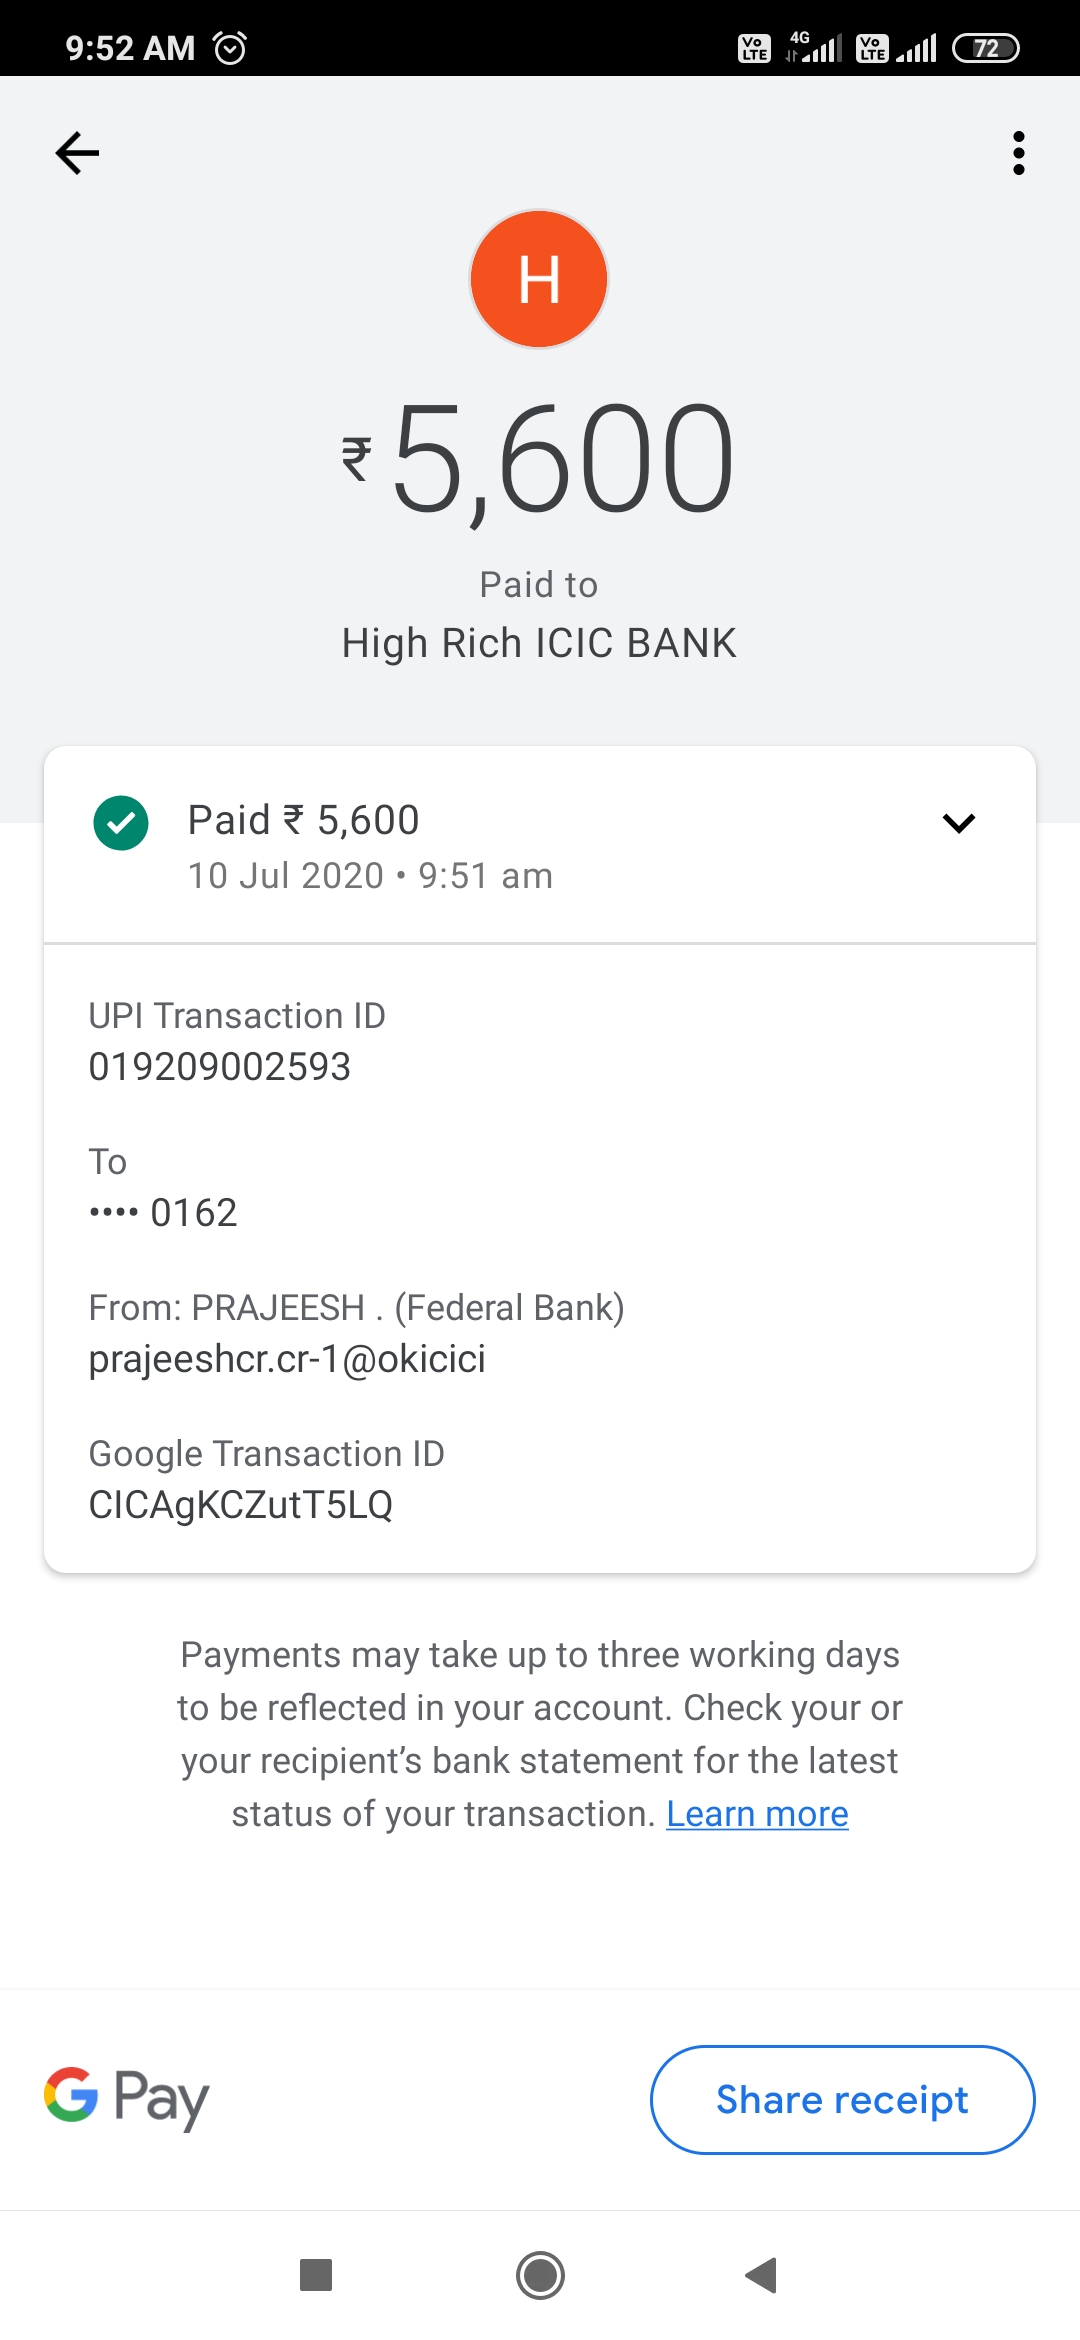 9:52 AM
Vo LTE 4G Vo LTE 72
H
₹5,600
Paid to
High Rich ICIC BANK
Paid ₹ 5,600
10 Jul 2020 • 9:51 am
UPI Transaction ID
019209002593
To
•••• 0162
From: PRAJEESH . (Federal Bank)
prajeeshcr.cr-1@okicici
Google Transaction ID
CICAgKCZutT5LQ
Payments may take up to three working days
to be reflected in your account. Check your or
your recipient’s bank statement for the latest
status of your transaction. Learn more
G Pay
Share receipt